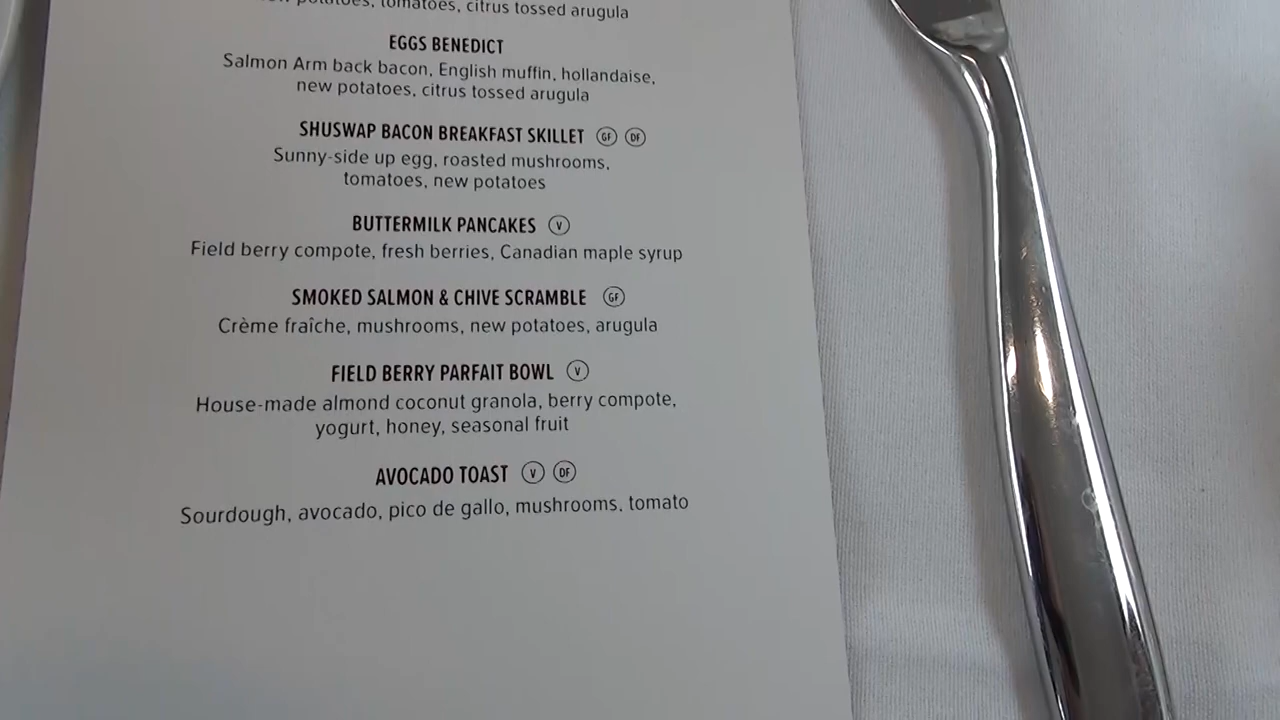 potatoes, tomatoes, citrus tossed arugula
EGGS BENEDICT
Salmon Arm back bacon, English muffin, hollandaise,
new potatoes, citrus tossed arugula
SHUSWAP BACON BREAKFAST SKILLET GF DF
Sunny-side up egg, roasted mushrooms,
tomatoes, new potatoes
BUTTERMILK PANCAKES V
Field berry compote, fresh berries, Canadian maple syrup
SMOKED SALMON & CHIVE SCRAMBLE GF
Crème fraîche, mushrooms, new potatoes, arugula
FIELD BERRY PARFAIT BOWL V
House-made almond coconut granola, berry compote,
yogurt, honey, seasonal fruit
AVOCADO TOAST V DF
Sourdough, avocado, pico de gallo, mushrooms, tomato